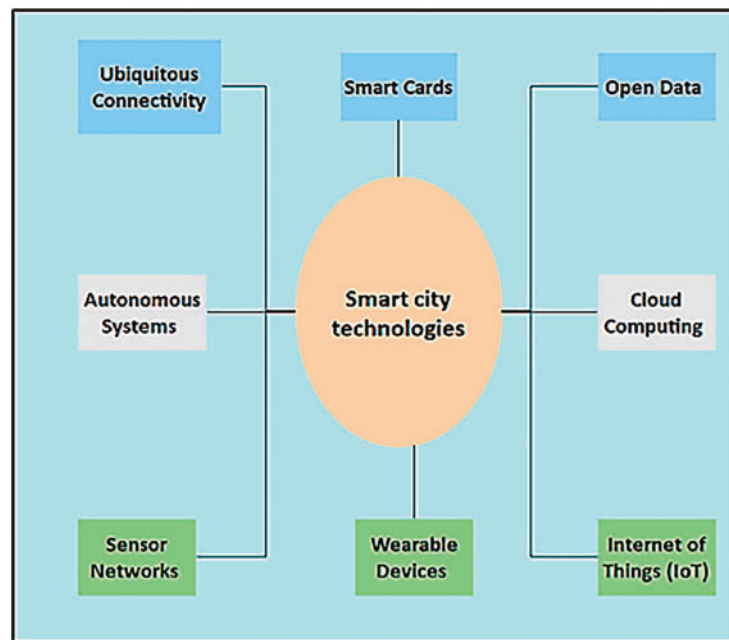 Ubiquitous
Connectivity
Smart Cards
Open Data
Autonomous
Systems
Smart city
technologies
Cloud
Computing
Sensor
Networks
Wearable
Devices
Internet of
Things (IoT)